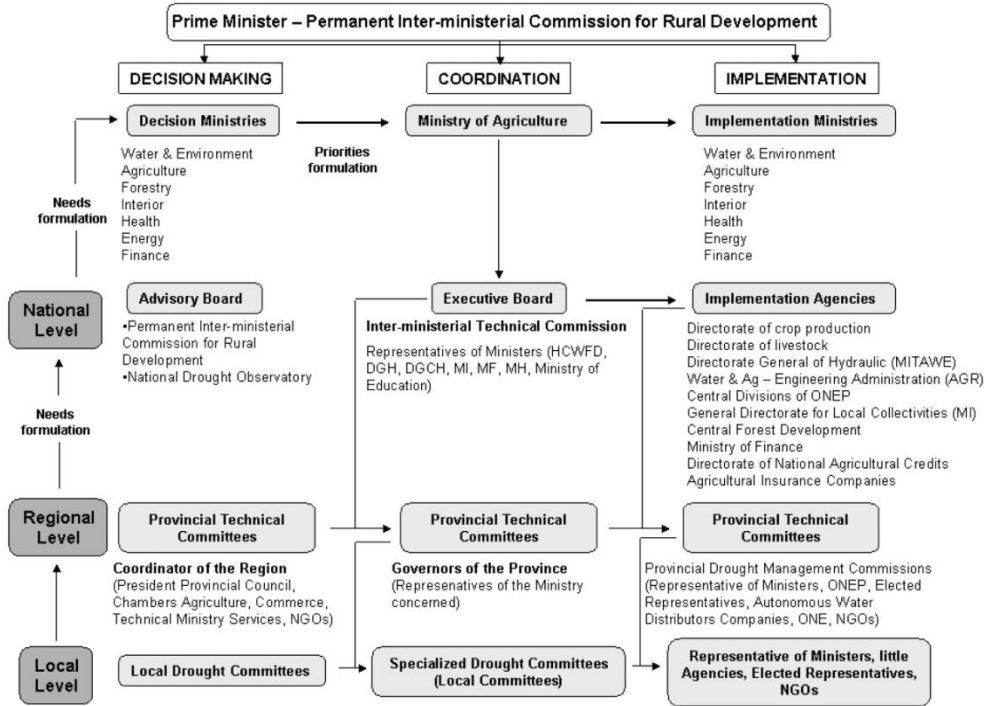 Prime Minister – Permanent Inter-ministerial Commission for Rural Development
DECISION MAKING
COORDINATION
IMPLEMENTATION
Decision Ministries
Ministry of Agriculture
Implementation Ministries
Priorities
formulation
Water & Environment
Agriculture
Forestry
Interior
Health
Energy
Finance
Water & Environment
Agriculture
Forestry
Interior
Health
Energy
Finance
Needs
formulation
National
Level
Advisory Board
•Permanent Inter-ministerial
Commission for Rural
Development
•National Drought Observatory
Executive Board
Inter-ministerial Technical Commission
Representatives of Ministers (HCWFD,
DGH, DGCH, MI, MF, MH, Ministry of
Education)
Implementation Agencies
Directorate of crop production
Directorate of livestock
Directorate General of Hydraulic (MITAWE)
Water & Ag – Engineering Administration (AGR)
Central Divisions of ONEP
General Directorate for Local Collectivities (MI)
Central Forest Development
Ministry of Finance
Directorate of National Agricultural Credits
Agricultural Insurance Companies
Needs
formulation
Regional
Level
Provincial Technical
Committees
Coordinator of the Region
(President Provincial Council,
Chambers Agriculture, Commerce,
Technical Ministry Services, NGOs)
Provincial Technical
Committees
Governors of the Province
(Represenatives of the Ministry
concerned)
Provincial Technical
Committees
Provincial Drought Management Commissions
(Representative of Ministers, ONEP, Elected
Representatives, Autonomous Water
Distributors Companies, ONE, NGOs)
Local
Level
Local Drought Committees
Specialized Drought Committees
(Local Committees)
Representative of Ministers, little
Agencies, Elected Representatives,
NGOs